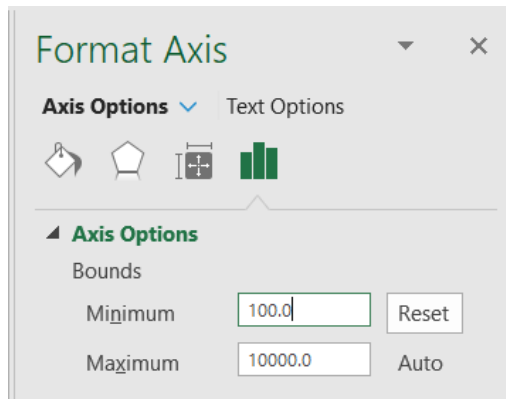 Format Axis
Axis Options Text Options
Axis Options
Bounds
Minimum 100.0 Reset
Maximum 10000.0 Auto